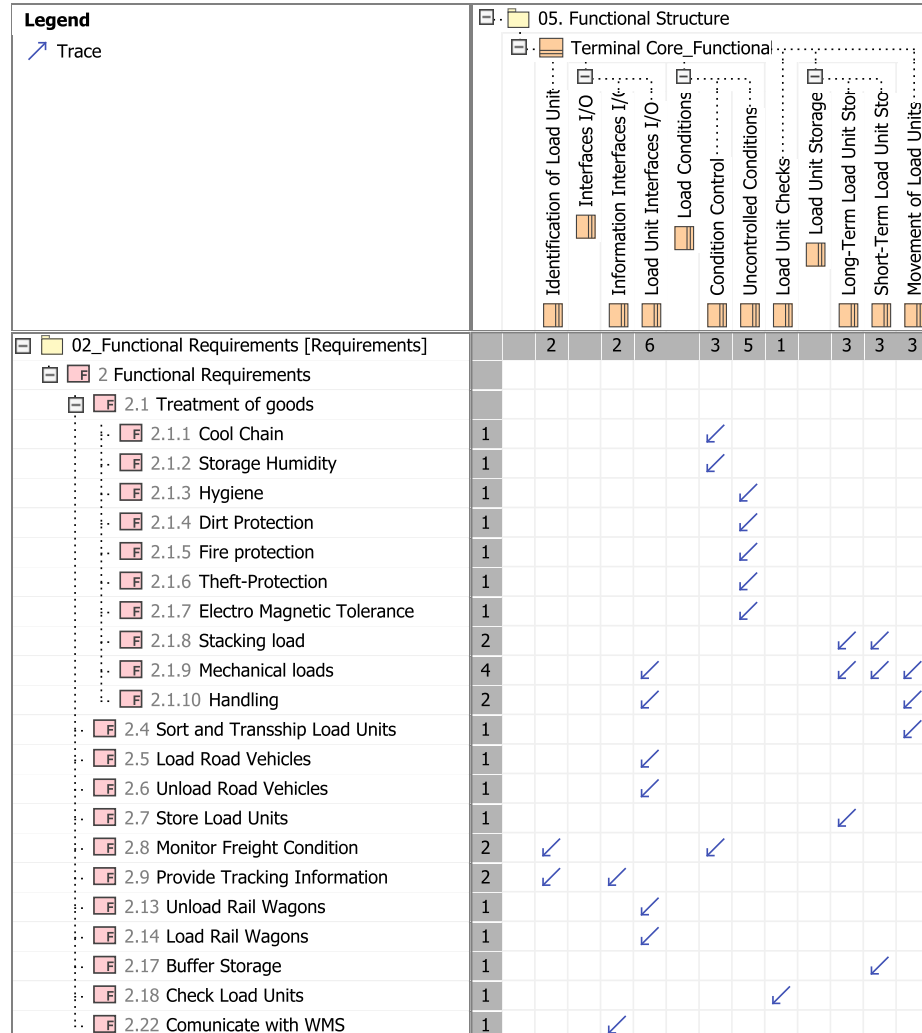 Legend
Trace
05. Functional Structure
Terminal Core_Functional
Identification of Load Unit
Interfaces I/O
Information Interfaces I/(
Load Unit Interfaces I/O
Load Conditions
Condition Control
Uncontrolled Conditions
Load Unit Checks
Load Unit Storage
Long-Term Load Unit Stor
Short-Term Load Unit Sto
Movement of Load Units
02_Functional Requirements [Requirements] 2 2 6 3 5 1 3 3 3
F 2 Functional Requirements
F 2.1 Treatment of goods
F 2.1.1 Cool Chain 1
F 2.1.2 Storage Humidity 1
F 2.1.3 Hygiene 1
F 2.1.4 Dirt Protection 1
F 2.1.5 Fire protection 1
F 2.1.6 Theft-Protection 1
F 2.1.7 Electro Magnetic Tolerance 1
F 2.1.8 Stacking load 2
F 2.1.9 Mechanical loads 4
F 2.1.10 Handling 2
F 2.4 Sort and Transship Load Units 1
F 2.5 Load Road Vehicles 1
F 2.6 Unload Road Vehicles 1
F 2.7 Store Load Units 1
F 2.8 Monitor Freight Condition 2
F 2.9 Provide Tracking Information 2
F 2.13 Unload Rail Wagons 1
F 2.14 Load Rail Wagons 1
F 2.17 Buffer Storage 1
F 2.18 Check Load Units 1
F 2.22 Comunicate with WMS 1